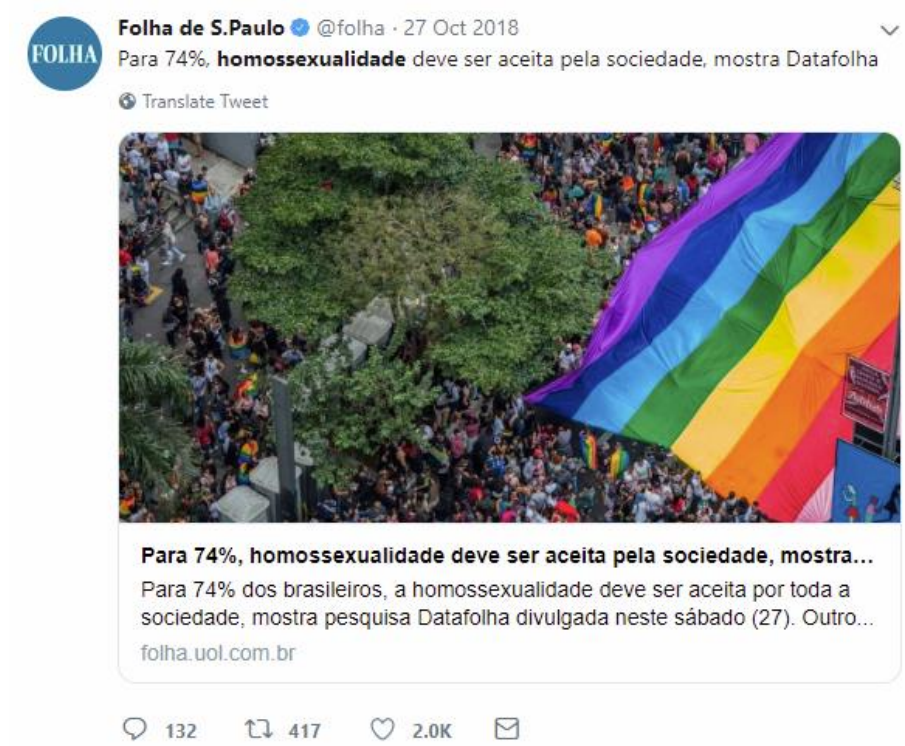 FOLHA
Folha de S.Paulo @folha · 27 Oct 2018
Para 74%, homossexualidade deve ser aceita pela sociedade, mostra Datafolha
Translate Tweet
Para 74%, homossexualidade deve ser aceita pela sociedade, mostra...
Para 74% dos brasileiros, a homossexualidade deve ser aceita por toda a
sociedade, mostra pesquisa Datafolha divulgada neste sábado (27). Outro...
folha.uol.com.br
132 417 2.0K